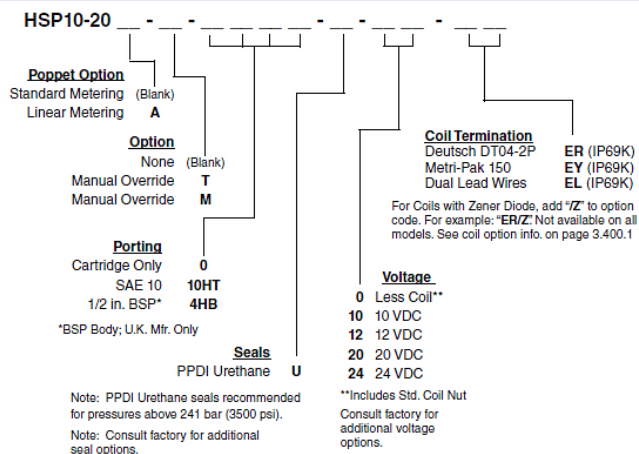 HSP10-20 __ - __ - __ __ __ __ - __ - __ __ - __ __
Poppet Option
Standard Metering (Blank)
Linear Metering A
Option
None (Blank)
Manual Override T
Manual Override M
Porting
Cartridge Only 0
SAE 10 10HT
1/2 in. BSP* 4HB
*BSP Body; U.K. Mfr. Only
Seals
PPDI Urethane U
Note: PPDI Urethane seals recommended
for pressures above 241 bar (3500 psi).
Note: Consult factory for additional
seal options.
Coil Termination
Deutsch DT04-2P ER (IP69K)
Metri-Pak 150 EY (IP69K)
Dual Lead Wires EL (IP69K)
For Coils with Zener Diode, add "/Z" to option
code. For example: "ER/Z". Not available on all
models. See coil option info. on page 3.400.1
Voltage
0 Less Coil**
10 10 VDC
12 12 VDC
20 20 VDC
24 24 VDC
**Includes Std. Coil Nut
Consult factory for
additional voltage
options.